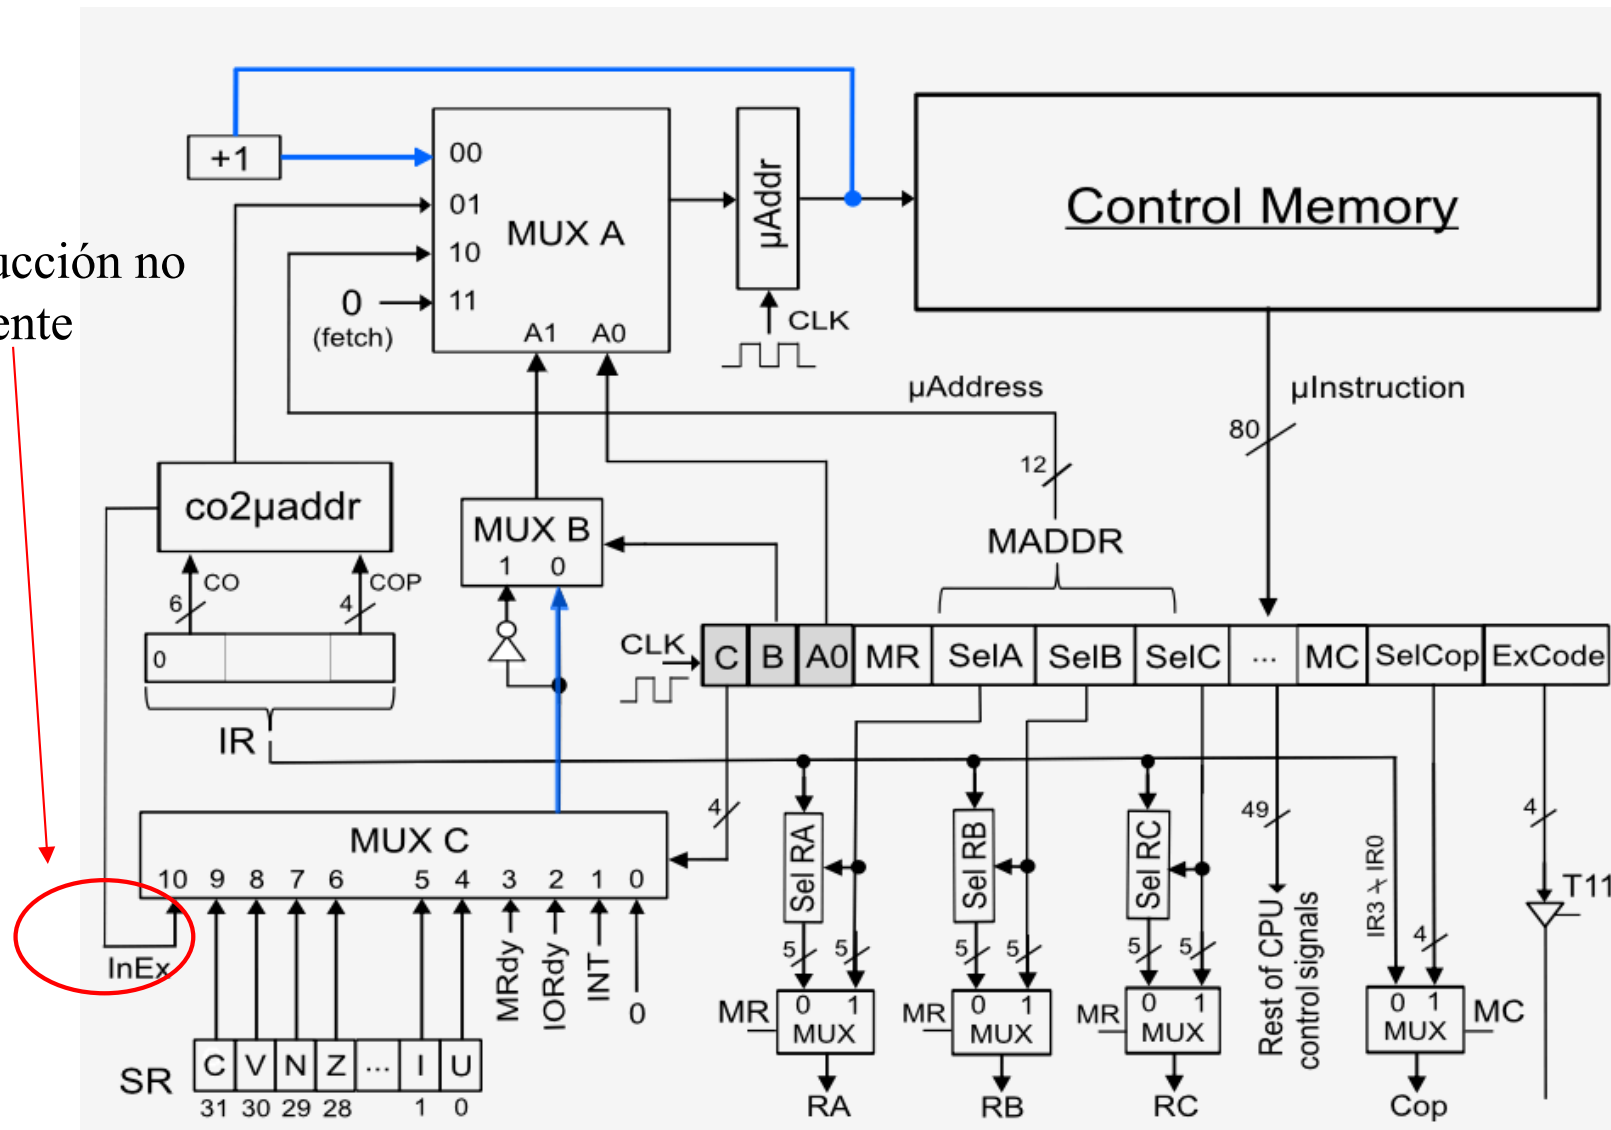 +1
00
01
10
11
MUX A
A1
A0
0
(fetch)
µAddr
CLK
Control Memory
no
µAddress
µInstruction
80
12
co2µaddr
MUX B
1 0
MADDR
CO
COP
6
4
0
IR
CLK
C B A0 MR SelA SelB SelC ... MC SelCop ExCode
MUX C
10 9 8 7 6 5 4 3 2 1 0
4
InEx
MRdy
IORdy
INT
0
SR
C V N Z ... I U
31 30 29 28 1 0
Sel RA
Sel RB
Sel RC
5 5
5 5
5 5
49
Rest of CPU
control signals
IR3
IR0
4
4
T11
MR
0 1
MUX
RA
MR
0 1
MUX
RB
MR
0 1
MUX
RC
0 1
MUX
MC
Cop